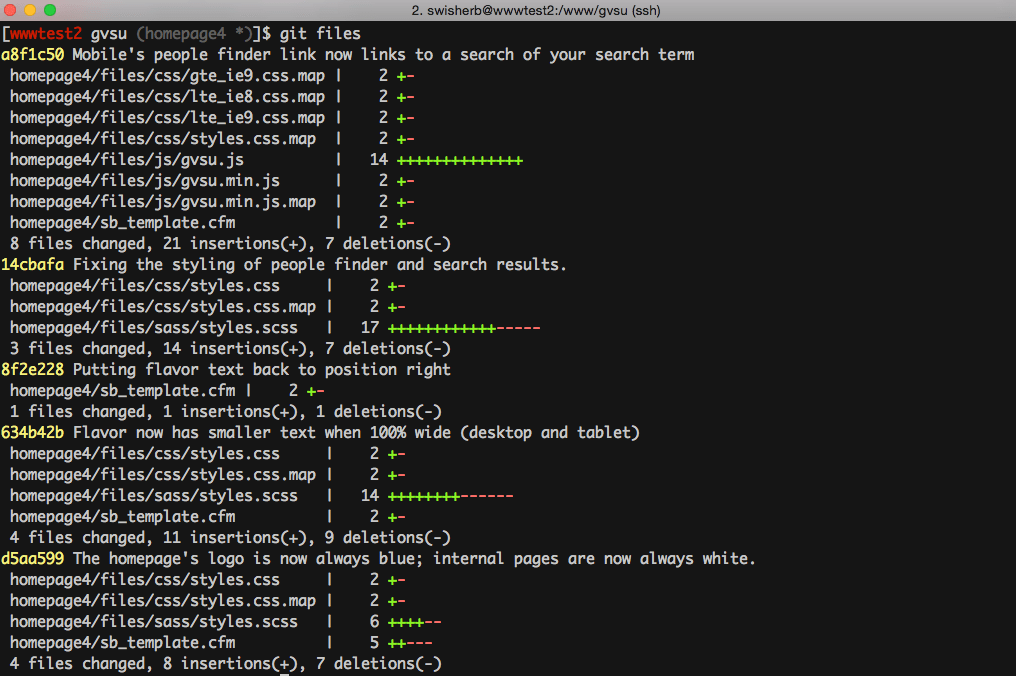 2. swisherb@wwwtest2:/www/gvsu (ssh)
[wwwtest2 gvsu (homepage4 *)]$ git files
a8f1c50 Mobile's people finder link now links to a search of your search term
 homepage4/files/css/gte_ie9.css.map |    2 +-
 homepage4/files/css/lte_ie8.css.map |    2 +-
 homepage4/files/css/lte_ie9.css.map |    2 +-
 homepage4/files/css/styles.css.map  |    2 +-
 homepage4/files/js/gvsu.js          |   14 ++++++++++++++
 homepage4/files/js/gvsu.min.js      |    2 +-
 homepage4/files/js/gvsu.min.js.map  |    2 +-
 homepage4/sb_template.cfm           |    2 +-
 8 files changed, 21 insertions(+), 7 deletions(-)
14cbafa Fixing the styling of people finder and search results.
 homepage4/files/css/styles.css     |    2 +-
 homepage4/files/css/styles.css.map |    2 +-
 homepage4/files/sass/styles.scss   |   17 ++++++++++++-----
 3 files changed, 14 insertions(+), 7 deletions(-)
8f2e228 Putting flavor text back to position right
 homepage4/sb_template.cfm |    2 +-
 1 files changed, 1 insertions(+), 1 deletions(-)
634b42b Flavor now has smaller text when 100% wide (desktop and tablet)
 homepage4/files/css/styles.css     |    2 +-
 homepage4/files/css/styles.css.map |    2 +-
 homepage4/files/sass/styles.scss   |   14 ++++++++------
 homepage4/sb_template.cfm          |    2 +-
 4 files changed, 11 insertions(+), 9 deletions(-)
d5aa599 The homepage's logo is now always blue; internal pages are now always white.
 homepage4/files/css/styles.css     |    2 +-
 homepage4/files/css/styles.css.map |    2 +-
 homepage4/files/sass/styles.scss   |    6 ++++--
 homepage4/sb_template.cfm          |    5 ++---
 4 files changed, 8 insertions(+), 7 deletions(-)